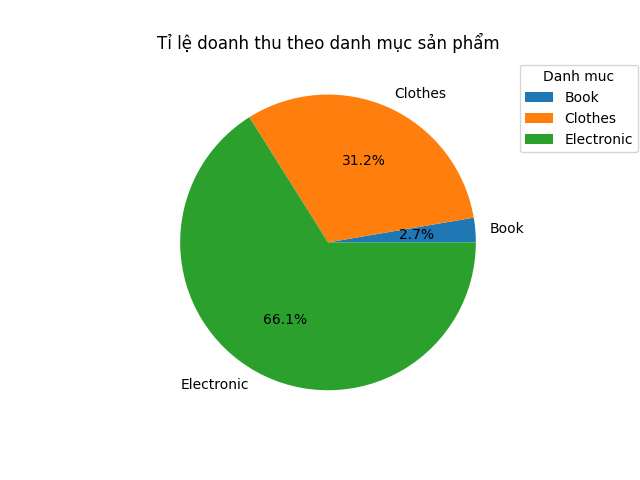 Tỉ lệ doanh thu theo danh mục sản phẩm
Danh muc
Book
Clothes
Electronic
Clothes
31.2%
Book
2.7%
66.1%
Electronic